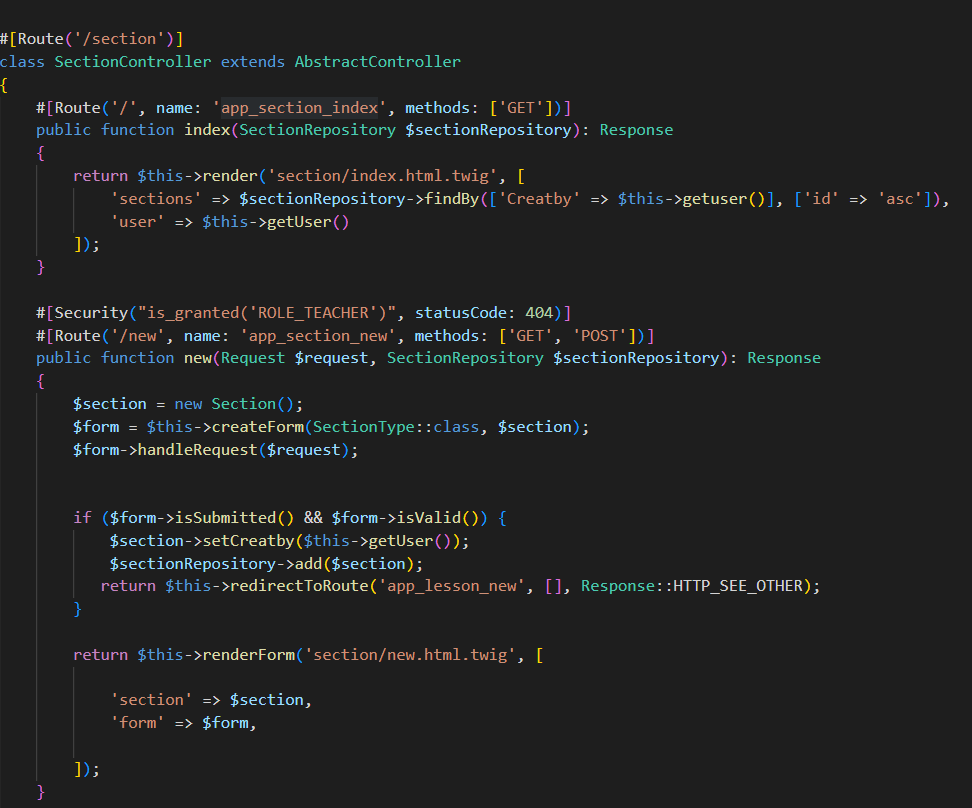 #[Route('/section')]
class SectionController extends AbstractController
{
    #[Route('/', name: 'app_section_index', methods: ['GET'])]
    public function index(SectionRepository $sectionRepository): Response
    {
        return $this->render('section/index.html.twig', [
            'sections' => $sectionRepository->findBy(['Creatby' => $this->getuser()], ['id' => 'asc']),
            'user' => $this->getUser()
        ]);
    }

    #[Security("is_granted('ROLE_TEACHER')", statusCode: 404)]
    #[Route('/new', name: 'app_section_new', methods: ['GET', 'POST'])]
    public function new(Request $request, SectionRepository $sectionRepository): Response
    {
        $section = new Section();
        $form = $this->createForm(SectionType::class, $section);
        $form->handleRequest($request);


        if ($form->isSubmitted() && $form->isValid()) {
            $section->setCreatby($this->getUser());
            $sectionRepository->add($section);
           return $this->redirectToRoute('app_lesson_new', [], Response::HTTP_SEE_OTHER);
        }

        return $this->renderForm('section/new.html.twig', [

            'section' => $section,
            'form' => $form,

        ]);
    }